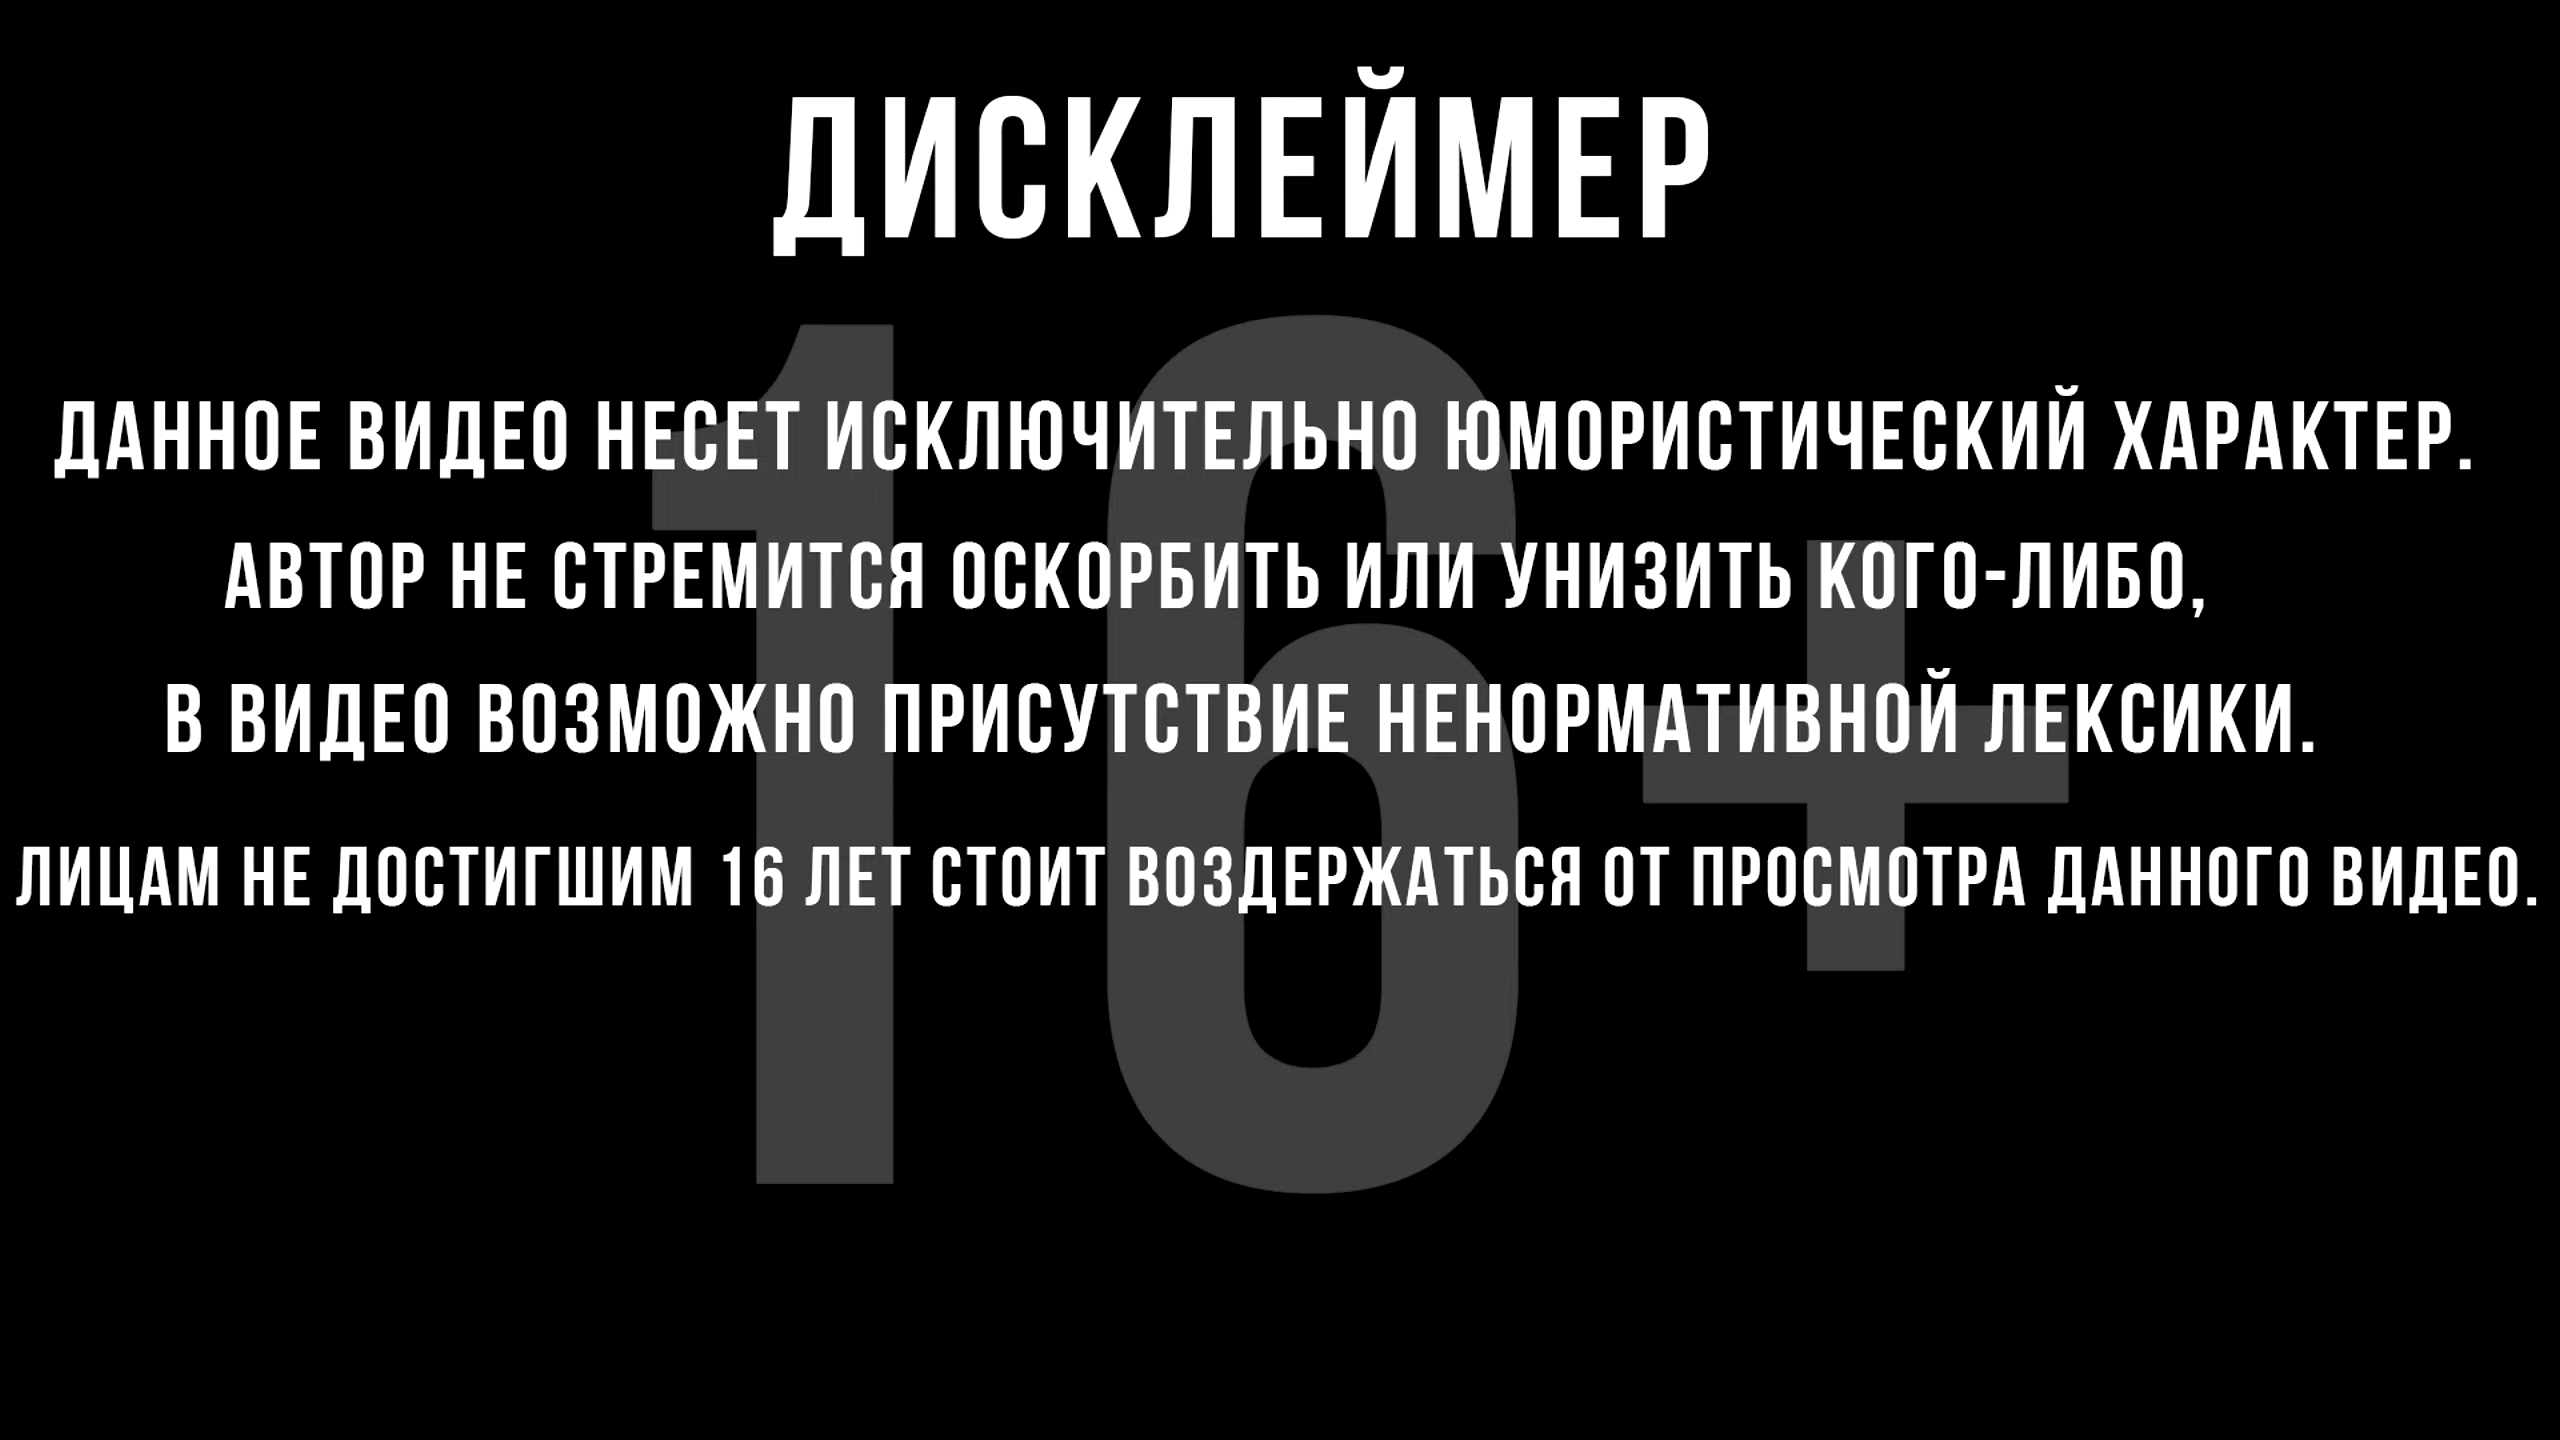 ДИСКЛЕЙМЕР
ДАННОЕ ВИДЕО НЕСЕТ ИСКЛЮЧИТЕЛЬНО ЮМОРИСТИЧЕСКИЙ ХАРАКТЕР.
АВТОР НЕ СТРЕМИТСЯ ОСКОРБИТЬ ИЛИ УНИЗИТЬ КОГО-ЛИБО,
В ВИДЕО ВОЗМОЖНО ПРИСУТСТВИЕ НЕНОРМАТИВНОЙ ЛЕКСИКИ.
ЛИЦАМ НЕ ДОСТИГШИМ 16 ЛЕТ СТОИТ ВОЗДЕРЖАТЬСЯ ОТ ПРОСМОТРА ДАННОГО ВИДЕО.
16+